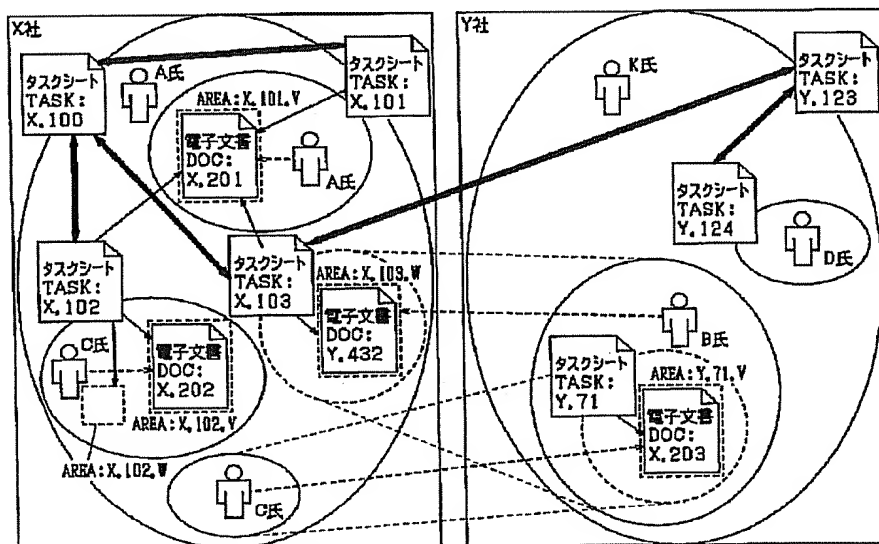 X社
タスクシート
TASK:
X.100
A氏
タスクシート
TASK:
X.101
AREA:X.101.V
電子文書
DOC:
X.201
A氏
タスクシート
TASK:
X.102
タスクシート
TASK:
X.103
AREA:X.103.W
電子文書
DOC:
Y.432
C氏
電子文書
DOC:
X.202
AREA:X.102.V
AREA:X.102.W
C氏
Y社
K氏
タスクシート
TASK:
Y.123
タスクシート
TASK:
Y.124
D氏
B氏
タスクシート
TASK:
Y.71
AREA:Y.71.V
電子文書
DOC:
X.203